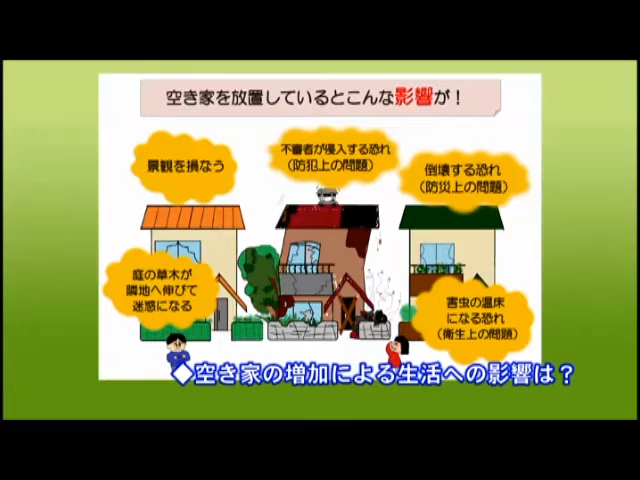 空き家を放置しているとこんな影響が！
景観を損なう
不審者が侵入する恐れ
（防犯上の問題）
倒壊する恐れ
（防災上の問題）
庭の草木が
隣地へ伸びて
迷惑になる
害虫の温床
になる恐れ
（衛生上の問題）
◆空き家の増加による生活への影響は？